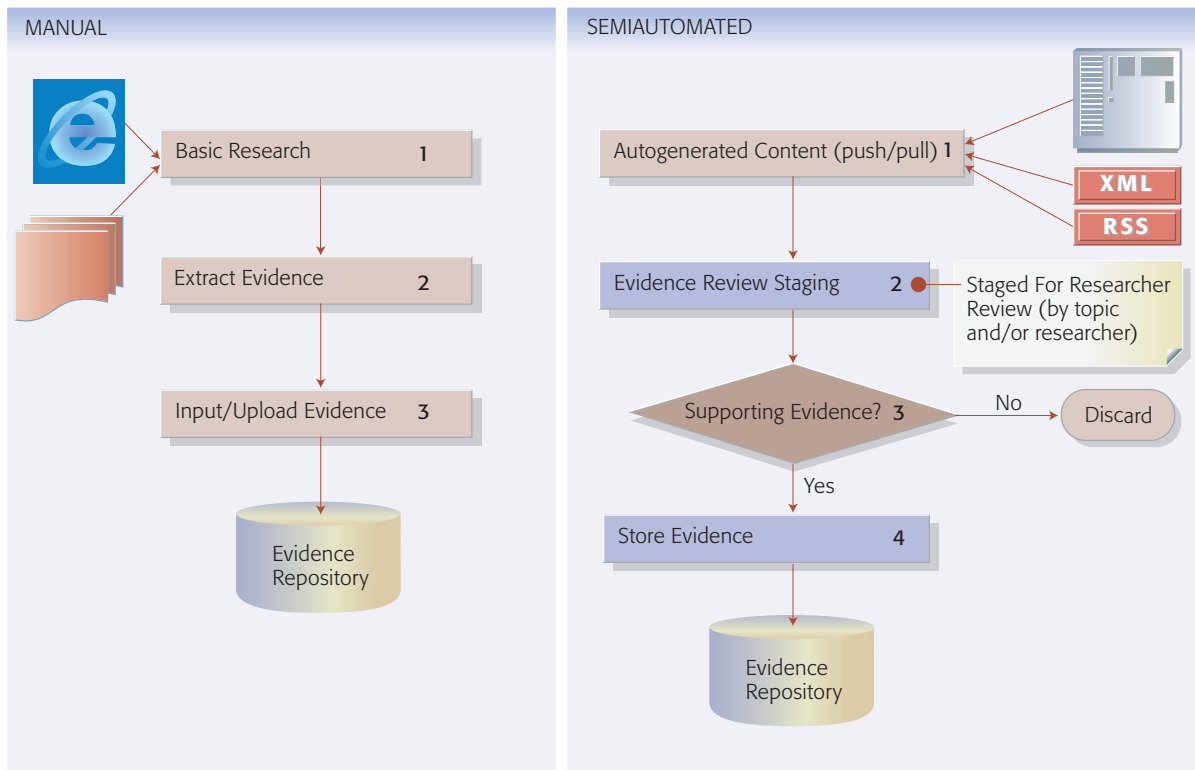 MANUAL
Basic Research 1
Extract Evidence 2
Input/Upload Evidence 3
Evidence
Repository
SEMIAUTOMATED
Autogenerated Content (push/pull) 1
XML
RSS
Evidence Review Staging 2
Staged For Researcher
Review (by topic
and/or researcher)
Supporting Evidence? 3
No
Discard
Yes
Store Evidence 4
Evidence
Repository